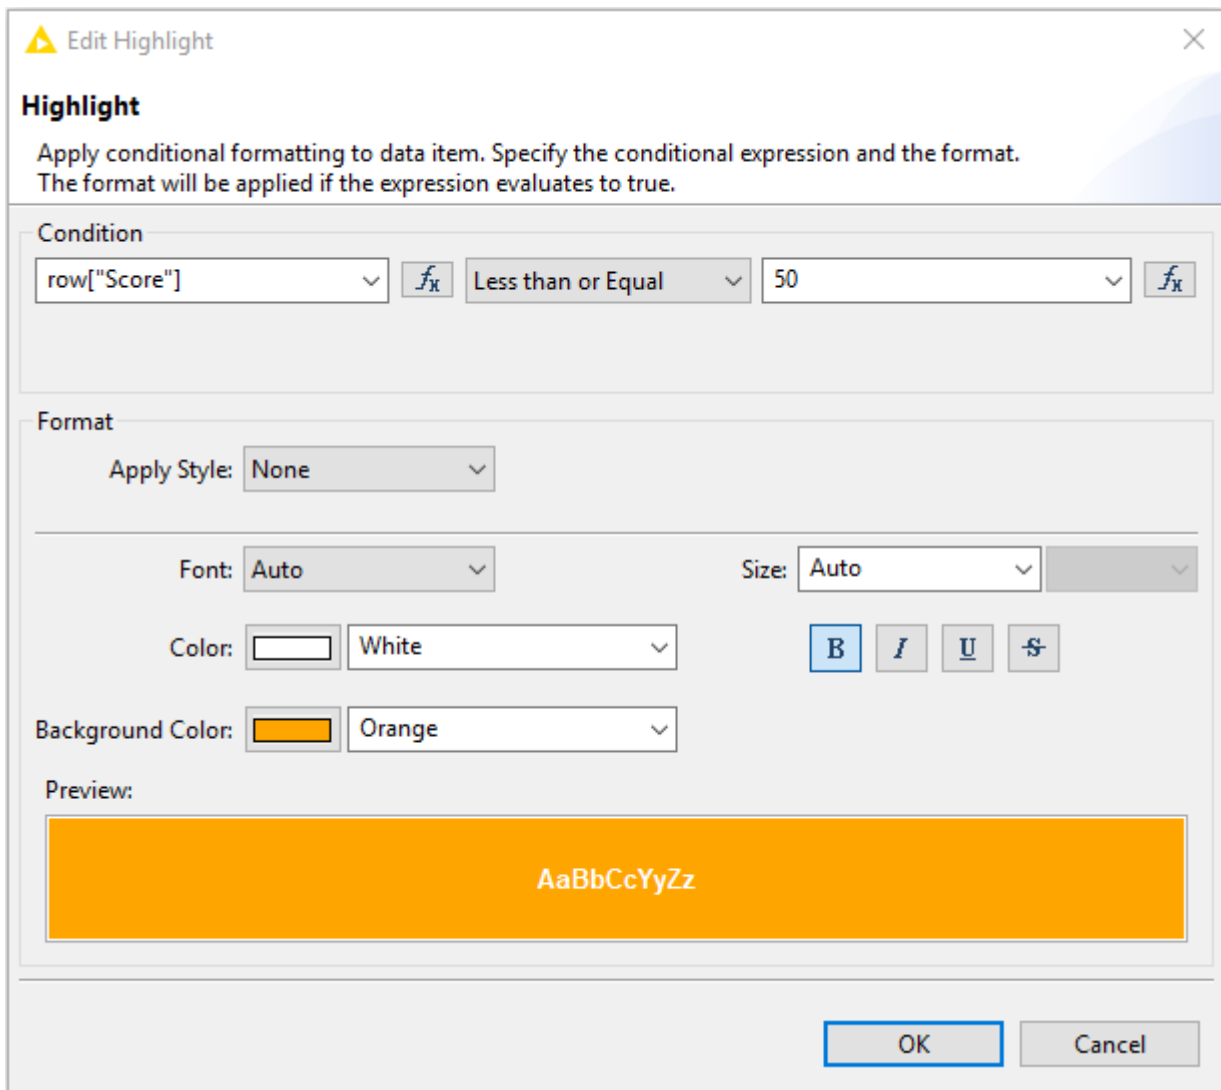 Edit Highlight
Highlight
Apply conditional formatting to data item. Specify the conditional expression and the format.
The format will be applied if the expression evaluates to true.
Condition
row["Score"] fx Less than or Equal 50 fx
Format
Apply Style: None
Font: Auto Size: Auto
Color: White B I U S
Background Color: Orange
Preview:
AaBbCcYyZz
OK Cancel